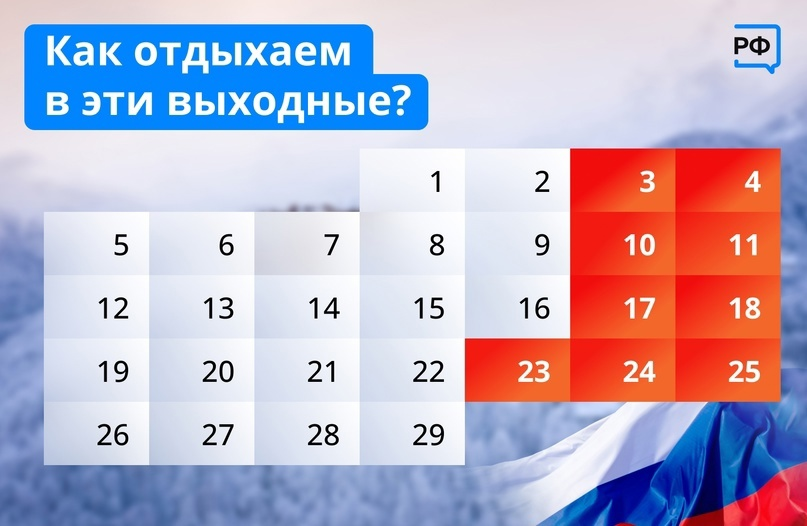 Как отдыхаем
в эти выходные?
РФ
1 2 3 4
5 6 7 8 9 10 11
12 13 14 15 16 17 18
19 20 21 22 23 24 25
26 27 28 29